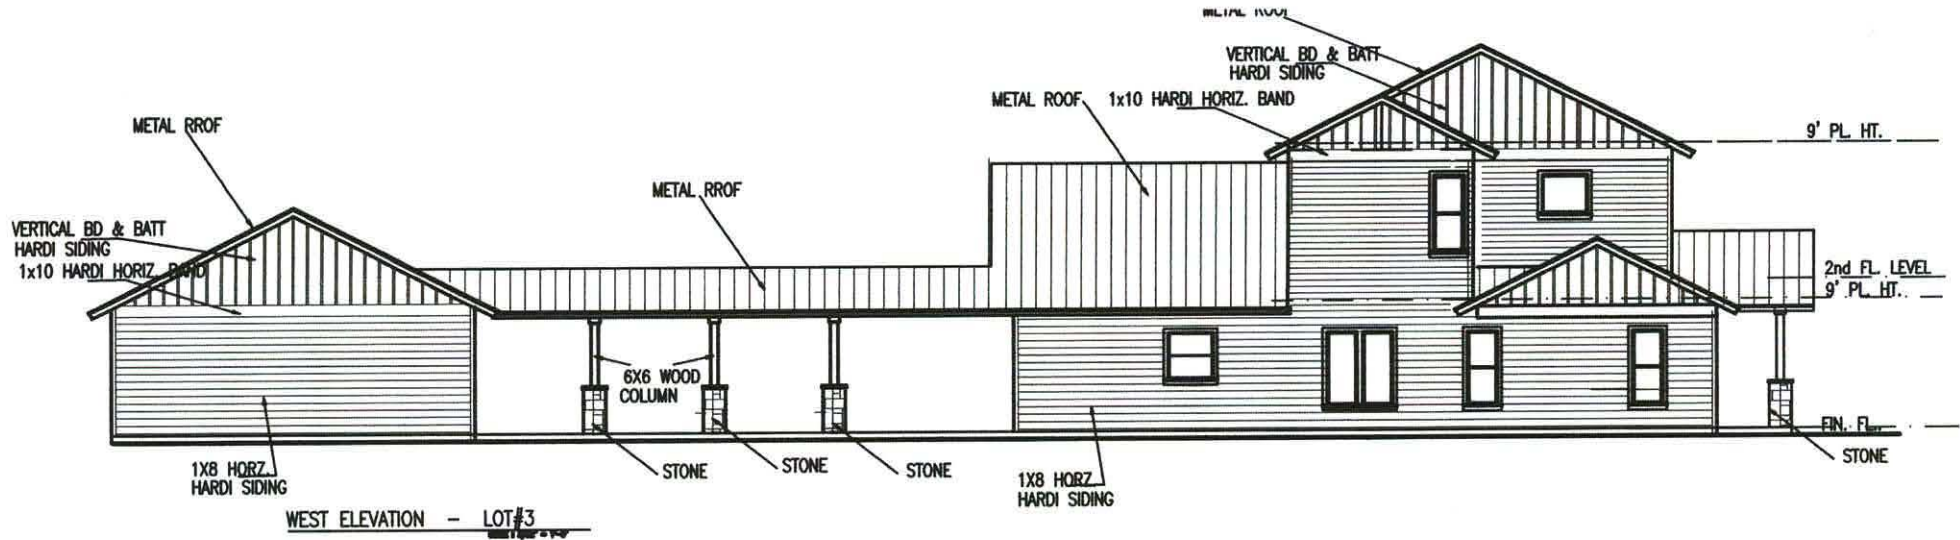 METAL ROOF
VERTICAL BD & BATT
HARDI SIDING
METAL ROOF
1x10 HARDI HORIZ. BAND
METAL RROF
9' PL. HT.
METAL RROF
VERTICAL BD & BATT
HARDI SIDING
1x10 HARDI HORIZ. BAND
2nd FL. LEVEL
9' PL. HT.
6X6 WOOD
COLUMN
FIN. FL.
STONE
STONE
STONE
STONE
1X8 HORZ.
HARDI SIDING
1X8 HORZ.
HARDI SIDING
WEST ELEVATION - LOT#3